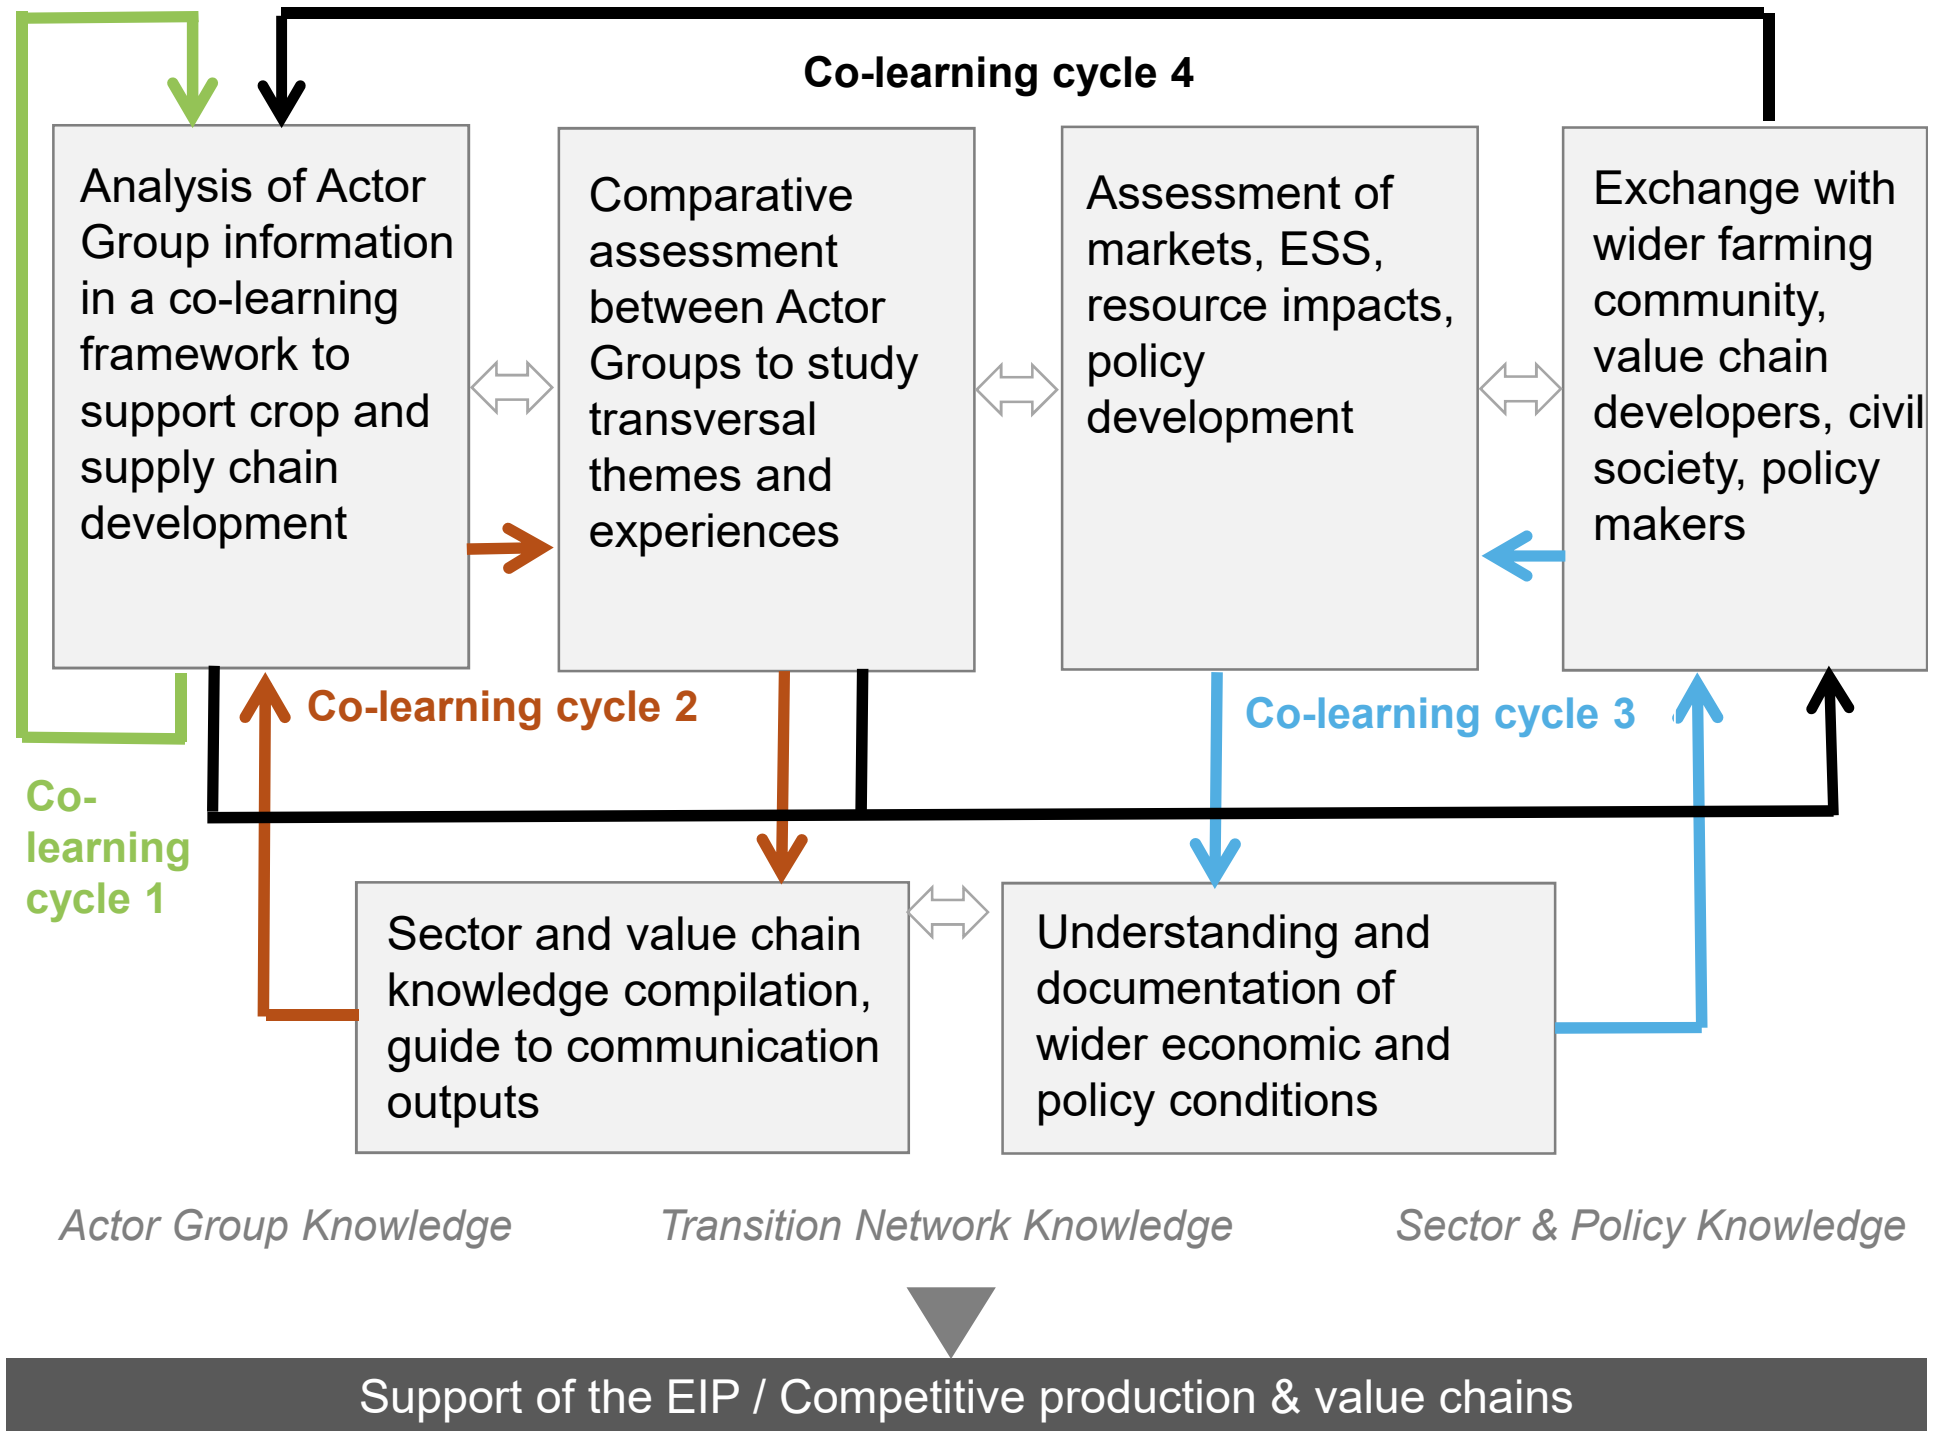 Co-learning cycle 4
Analysis of Actor
Group information
in a co-learning
framework to
support crop and
supply chain
development
Comparative
assessment
between Actor
Groups to study
transversal
themes and
experiences
Assessment of
markets, ESS,
resource impacts,
policy
development
Exchange with
wider farming
community,
value chain
developers, civil
society, policy
makers
Co-learning cycle 2
Co-learning cycle 3
Co-
learning
cycle 1
Sector and value chain
knowledge compilation,
guide to communication
outputs
Understanding and
documentation of
wider economic and
policy conditions
Actor Group Knowledge
Transition Network Knowledge
Sector & Policy Knowledge
Support of the EIP / Competitive production & value chains